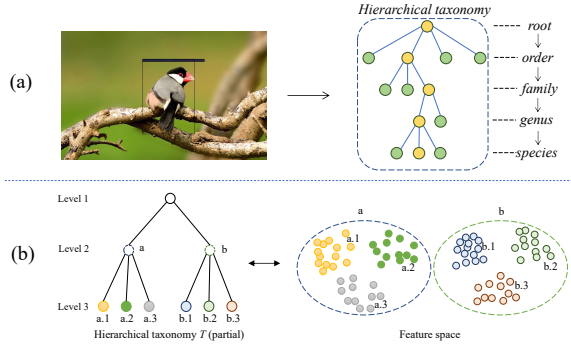 Hierarchical taxonomy
root
order
(a)
family
genus
species
Level 1
a
b
Level 2
a
b
a.1
b.1
a.2
b.2
(b)
b.3
a.3
Level 3
a.1
a.2
a.3
b.1
b.2
b.3
Hierarchical taxonomy T (partial)
Feature space